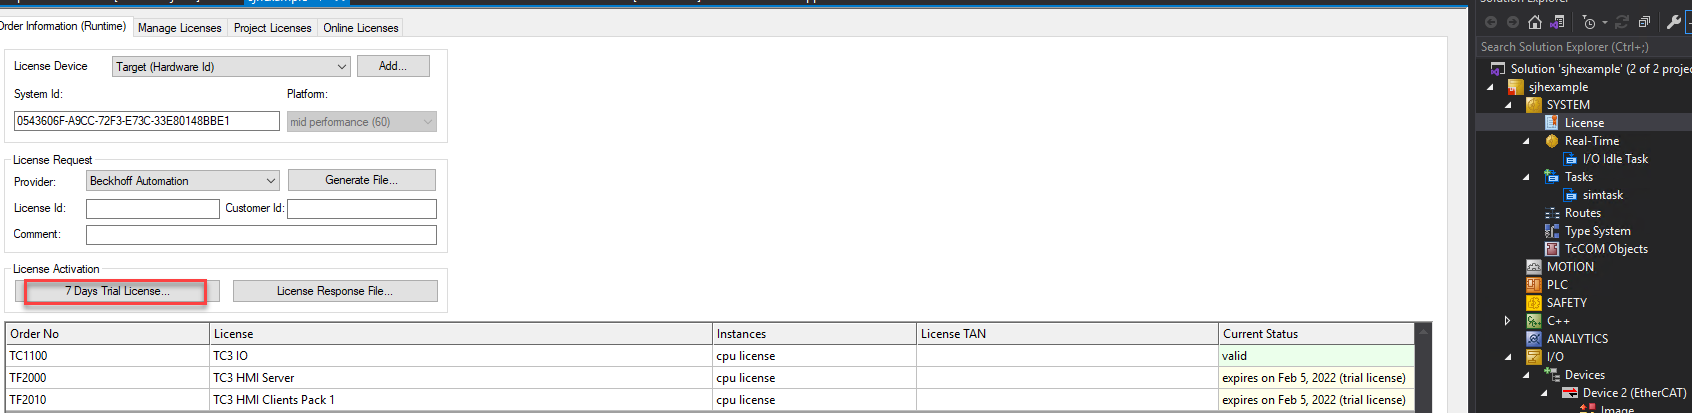 sjhexample
Solution Explorer
Order Information (Runtime)
Manage Licenses
Project Licenses
Online Licenses
License Device
Target (Hardware Id)
Add...
System Id:
Platform:
0543606F-A9CC-72F3-E73C-33E80148BBE1
mid performance (60)
License Request
Provider:
Beckhoff Automation
Generate File...
License Id:
Customer Id:
Comment:
License Activation
7 Days Trial License...
License Response File...
Order No License Instances License TAN Current Status
TC1100 TC3 IO cpu license valid
TF2000 TC3 HMI Server cpu license expires on Feb 5, 2022 (trial license)
TF2010 TC3 HMI Clients Pack 1 cpu license expires on Feb 5, 2022 (trial license)
Search Solution Explorer (Ctrl+;)
Solution 'sjhexample' (2 of 2 projec
sjhexample
SYSTEM
License
Real-Time
I/O Idle Task
Tasks
simtask
Routes
Type System
TcCOM Objects
MOTION
PLC
SAFETY
C++
ANALYTICS
I/O
Devices
Device 2 (EtherCAT)
Image